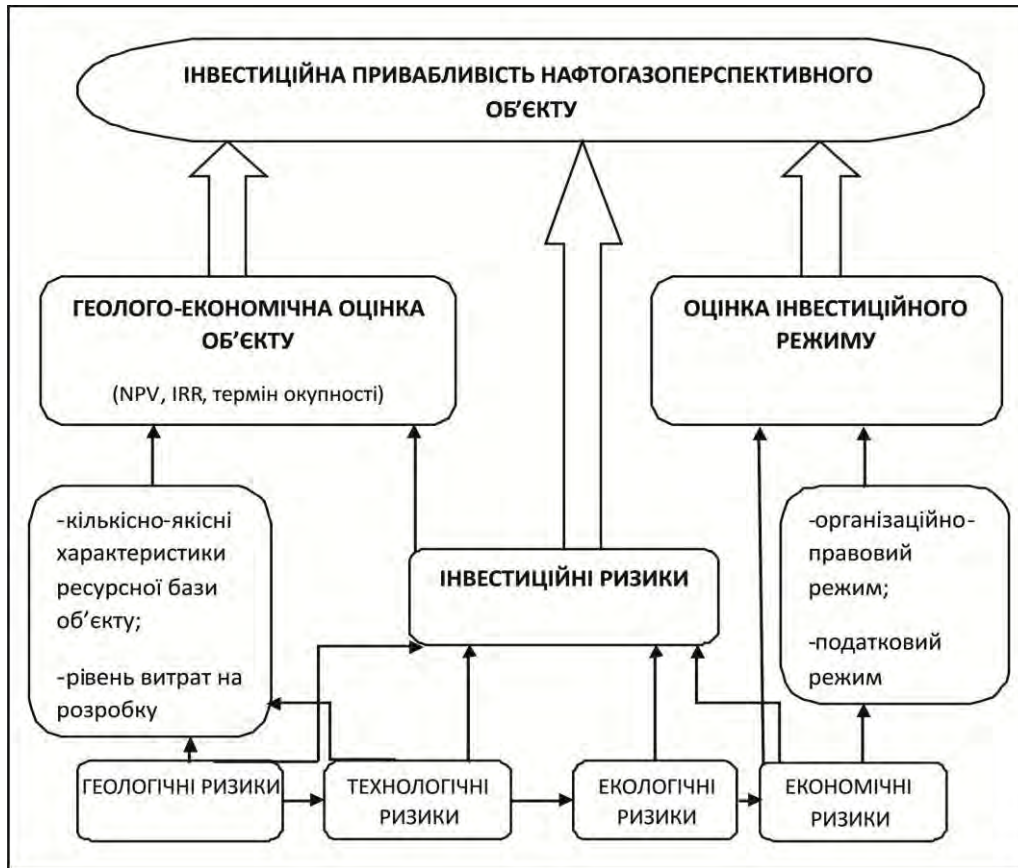 ІНВЕСТИЦІЙНА ПРИВАБЛИВІСТЬ НАФТОГАЗОПЕРСПЕКТИВНОГО
ОБ’ЄКТУ
ГЕОЛОГО-ЕКОНОМІЧНА ОЦІНКА
ОБ’ЄКТУ
(NPV, IRR, термін окупності)
ОЦІНКА ІНВЕСТИЦІЙНОГО
РЕЖИМУ
-кількісно-якісні
характеристики
ресурсної бази
об’єкту;
-рівень витрат на
розробку
ІНВЕСТИЦІЙНІ РИЗИКИ
-організаційно-
правовий
режим;
-податковий
режим
ГЕОЛОГІЧНІ РИЗИКИ
ТЕХНОЛОГІЧНІ
РИЗИКИ
ЕКОЛОГІЧНІ
РИЗИКИ
ЕКОНОМІЧНІ
РИЗИКИ